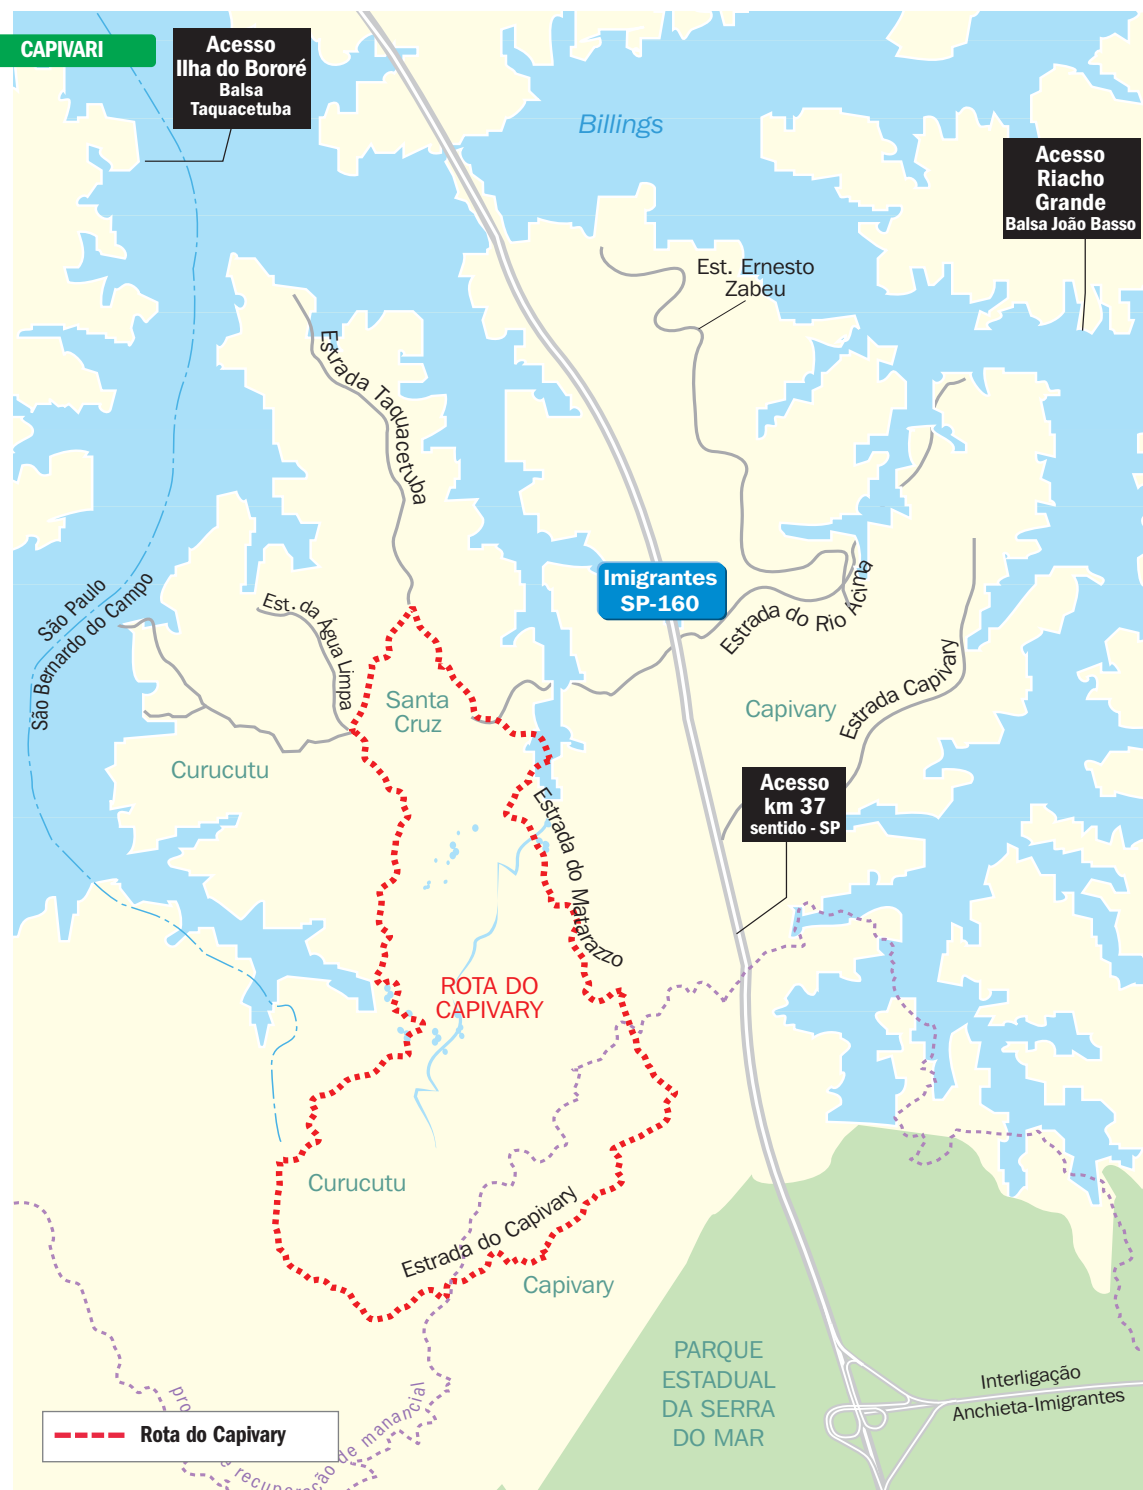 CAPIVARI
Acesso
Ilha do Bororé
Balsa
Taquacetuba
Billings
Acesso
Riacho
Grande
Balsa João Basso
Est. Ernesto
Zabeu
Estrada Taquacetuba
Imigrantes
SP-160
Estrada do Rio Acima
São Paulo
São Bernardo do Campo
Est. da Água Limpa
Santa
Cruz
Capivary
Estrada Capivary
Curucutu
Acesso
km 37
sentido - SP
Estrada do Matarazzo
ROTA DO
CAPIVARY
Curucutu
Estrada do Capivary
Capivary
PARQUE
ESTADUAL
DA SERRA
DO MAR
Interligação
Anchieta-Imigrantes
Rota do Capivary
de manancial